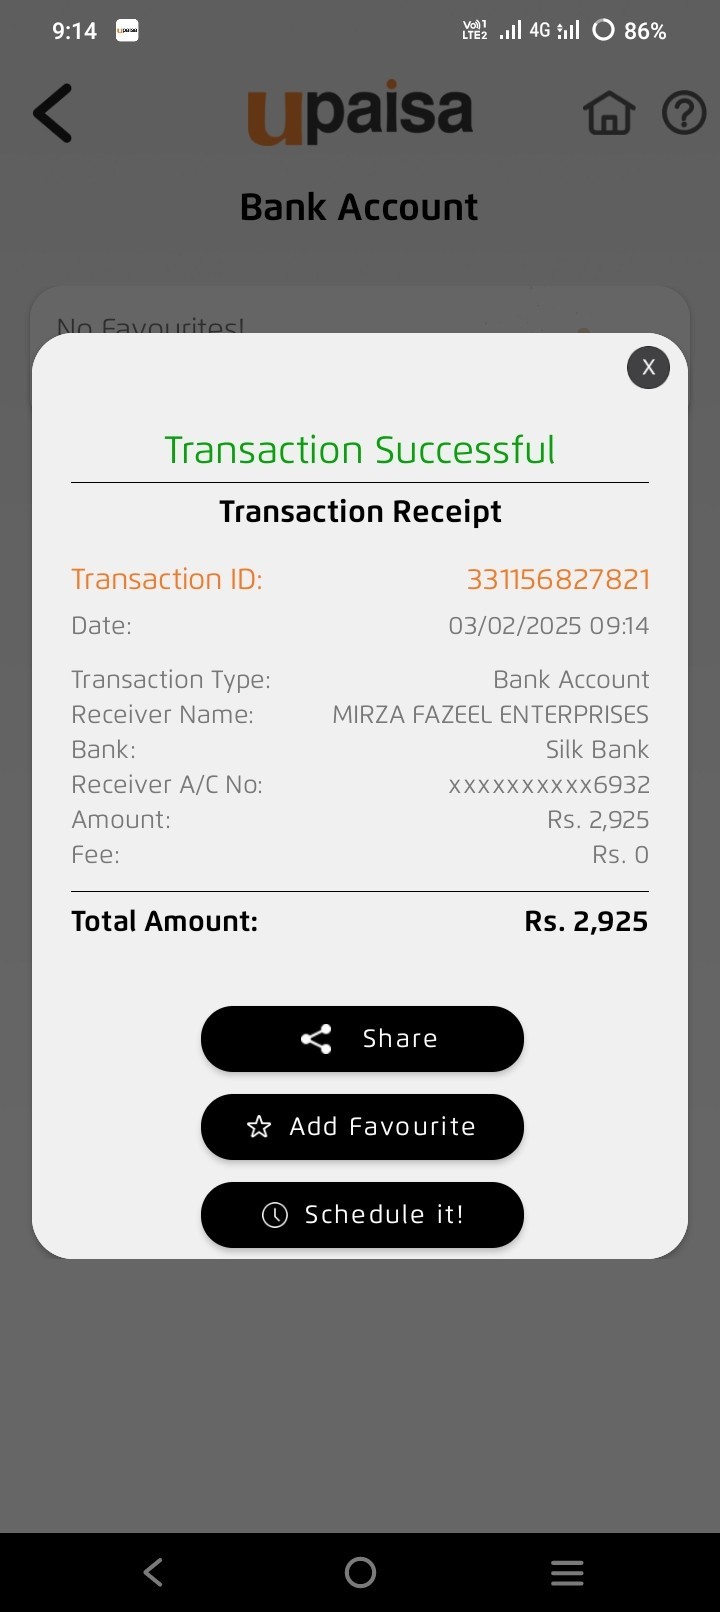 9:14 upaisa Vo)) 1 LTE2 4G 86%
upaisa
Bank Account
No Favourites!
X
Transaction Successful
Transaction Receipt
Transaction ID: 331156827821
Date: 03/02/2025 09:14
Transaction Type: Bank Account
Receiver Name: MIRZA FAZEEL ENTERPRISES
Bank: Silk Bank
Receiver A/C No: xxxxxxxxxx6932
Amount: Rs. 2,925
Fee: Rs. 0
Total Amount: Rs. 2,925
Share
Add Favourite
Schedule it!